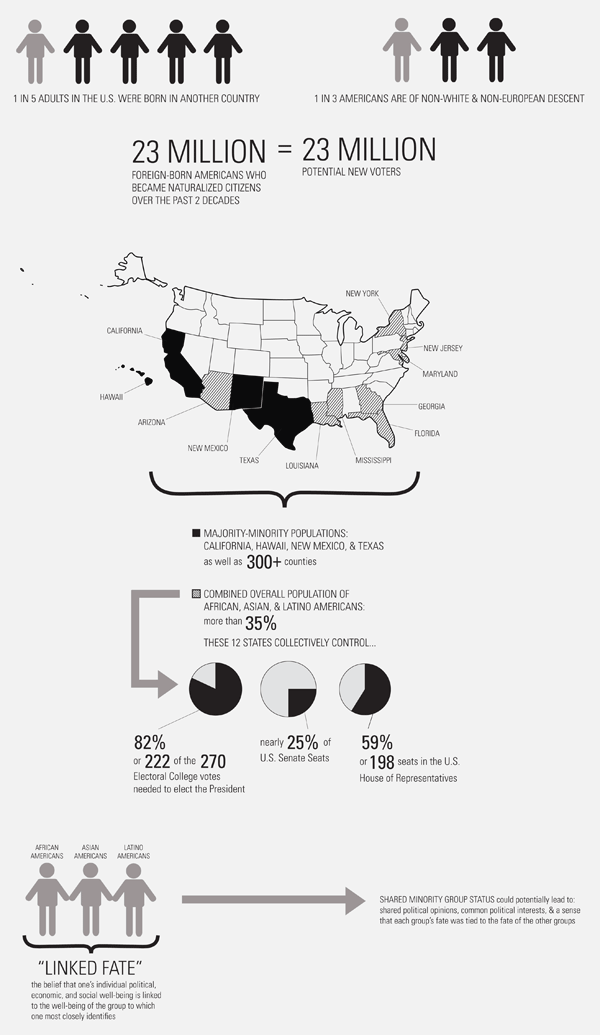 1 IN 5 ADULTS IN THE U.S. WERE BORN IN ANOTHER COUNTRY
1 IN 3 AMERICANS ARE OF NON-WHITE & NON-EUROPEAN DESCENT
23 MILLION = 23 MILLION
FOREIGN-BORN AMERICANS WHO
BECAME NATURALIZED CITIZENS
OVER THE PAST 2 DECADES
POTENTIAL NEW VOTERS
NEW YORK
CALIFORNIA
NEW JERSEY
MARYLAND
HAWAII
GEORGIA
ARIZONA
FLORIDA
NEW MEXICO
TEXAS
LOUISIANA
MISSISSIPPI
MAJORITY-MINORITY POPULATIONS:
CALIFORNIA, HAWAII, NEW MEXICO, & TEXAS
as well as 300+ counties
COMBINED OVERALL POPULATION OF
AFRICAN, ASIAN, & LATINO AMERICANS:
more than 35%
THESE 12 STATES COLLECTIVELY CONTROL...
82%
or 222 of the 270
Electoral College votes
needed to elect the President
nearly 25% of
U.S. Senate Seats
59%
or 198 seats in the U.S.
House of Representatives
AFRICAN
AMERICANS
ASIAN
AMERICANS
LATINO
AMERICANS
SHARED MINORITY GROUP STATUS could potentially lead to:
shared political opinions, common political interests, & a sense
that each group's fate was tied to the fate of the other groups
"LINKED FATE"
the belief that one's individual political,
economic, and social well-being is linked
to the well-being of the group to which
one most closely identifies